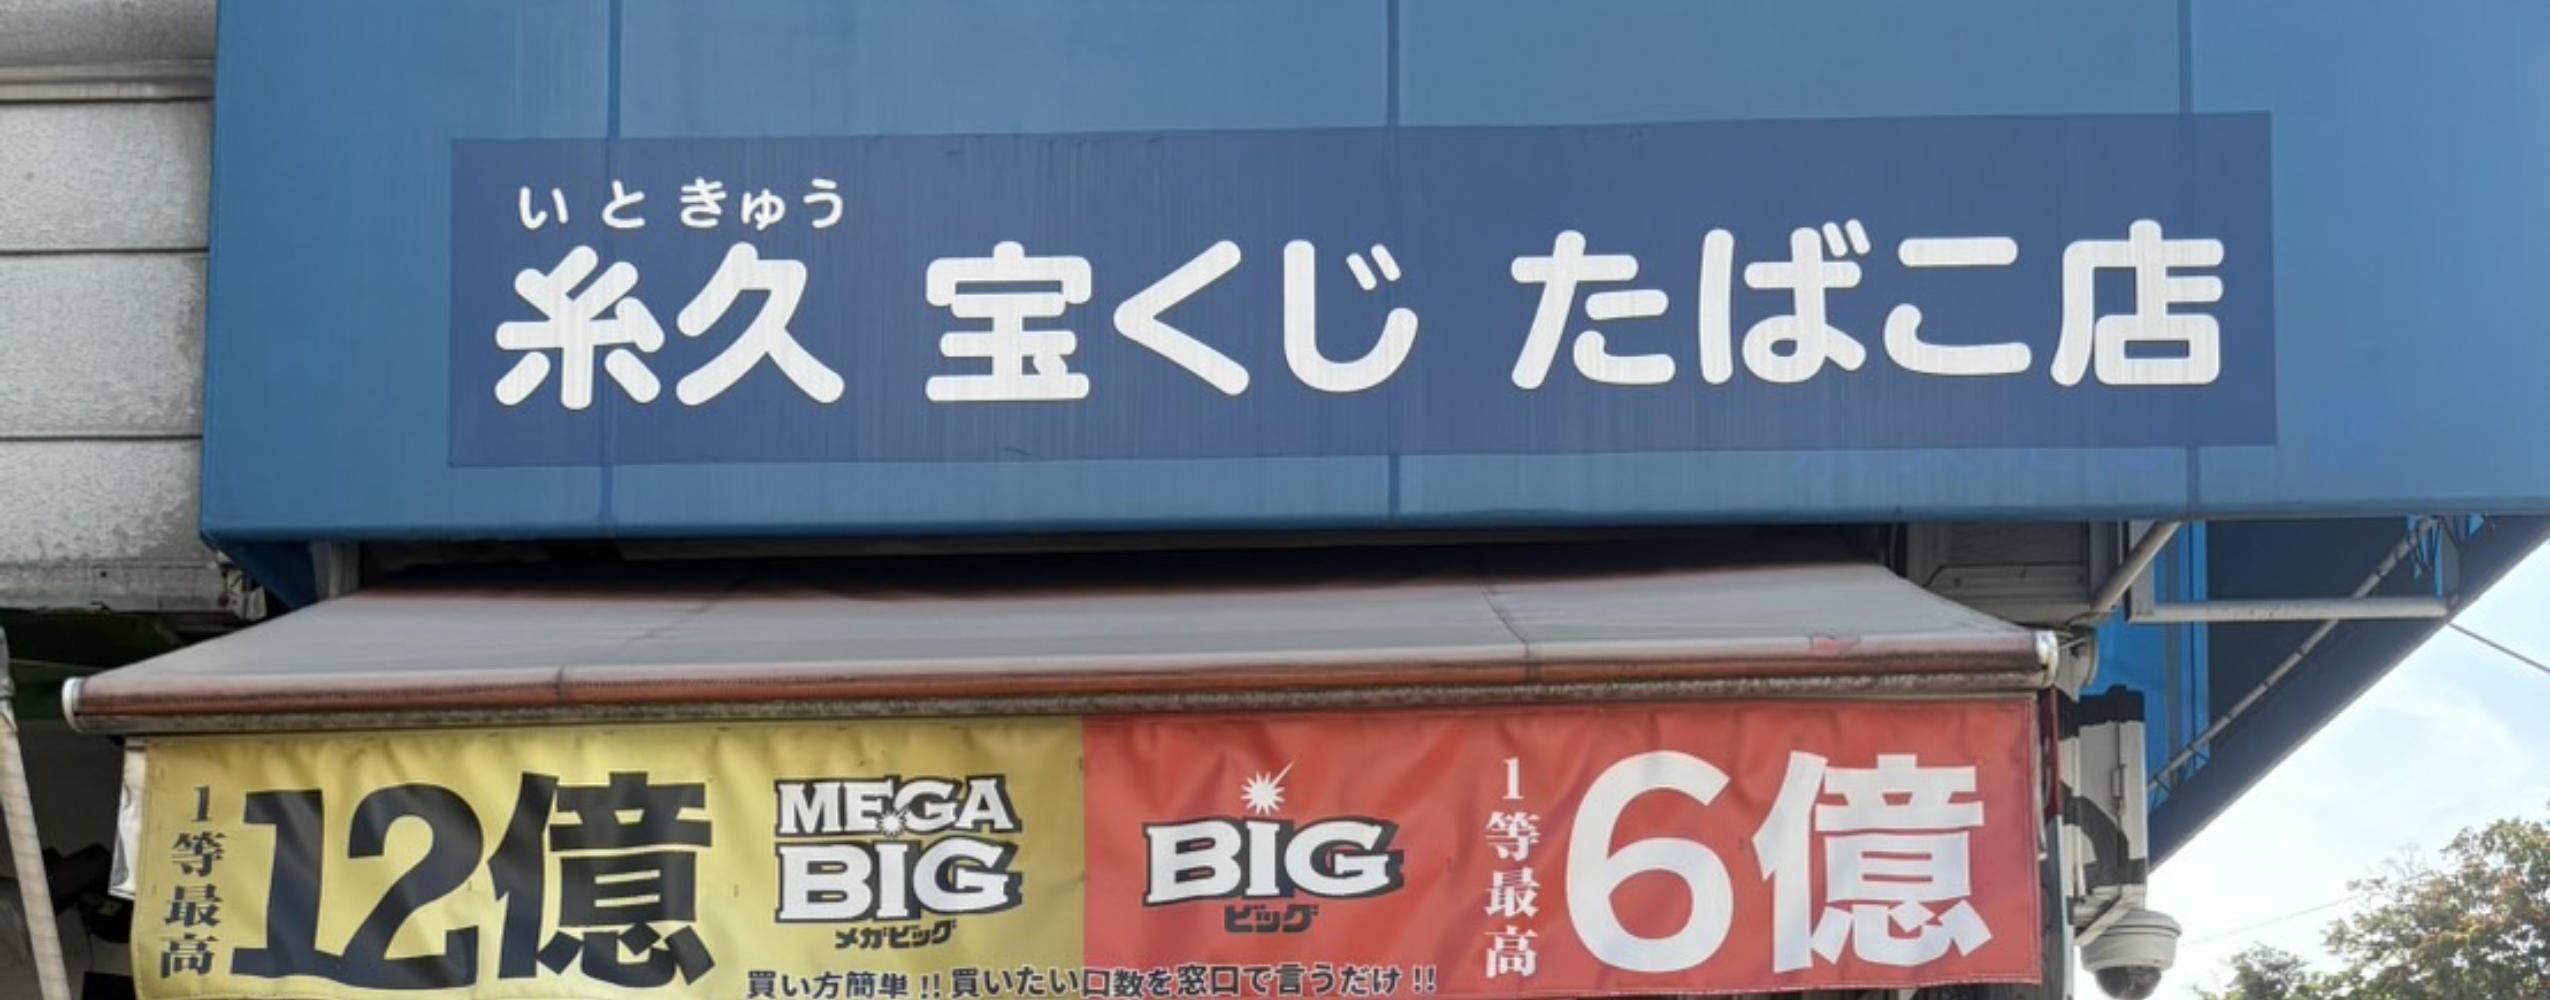 いときゅう
糸久 宝くじ たばこ店
1等最高
12億
MEGA
BIG
メガビッグ
BIG
ビッグ
1等最高
6億
買い方簡単!!買いたい口数を窓口で言うだけ!!